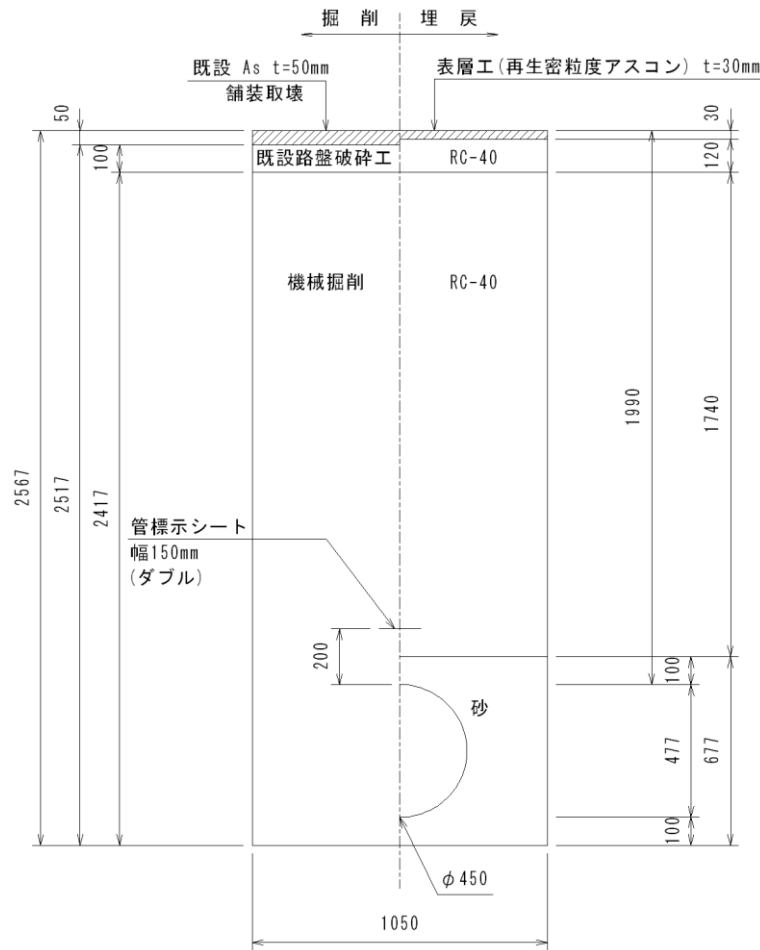 掘 削 埋 戻
既設 As t=50mm
舗装取壊
表層工(再生密粒度アスコン) t=30mm
50
30
既設路盤破砕工
RC-40
100
120
機械掘削
RC-40
1990
1740
2567
2517
2417
管標示シート
幅150mm
(ダブル)
200
100
砂
477
677
100
φ450
1050